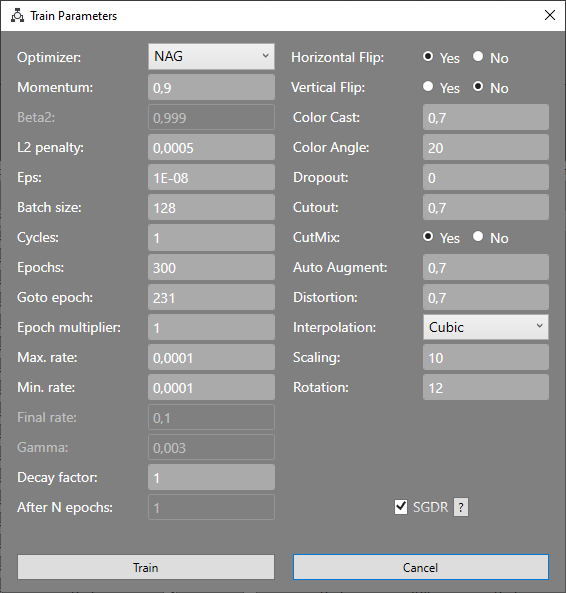 Train Parameters
Optimizer: NAG
Momentum: 0,9
Beta2: 0,999
L2 penalty: 0,0005
Eps: 1E-08
Batch size: 128
Cycles: 1
Epochs: 300
Goto epoch: 231
Epoch multiplier: 1
Max. rate: 0,0001
Min. rate: 0,0001
Final rate: 0,1
Gamma: 0,003
Decay factor: 1
After N epochs: 1
Horizontal Flip: Yes No
Vertical Flip: Yes No
Color Cast: 0,7
Color Angle: 20
Dropout: 0
Cutout: 0,7
CutMix: Yes No
Auto Augment: 0,7
Distortion: 0,7
Interpolation: Cubic
Scaling: 10
Rotation: 12
SGDR ?
Train
Cancel